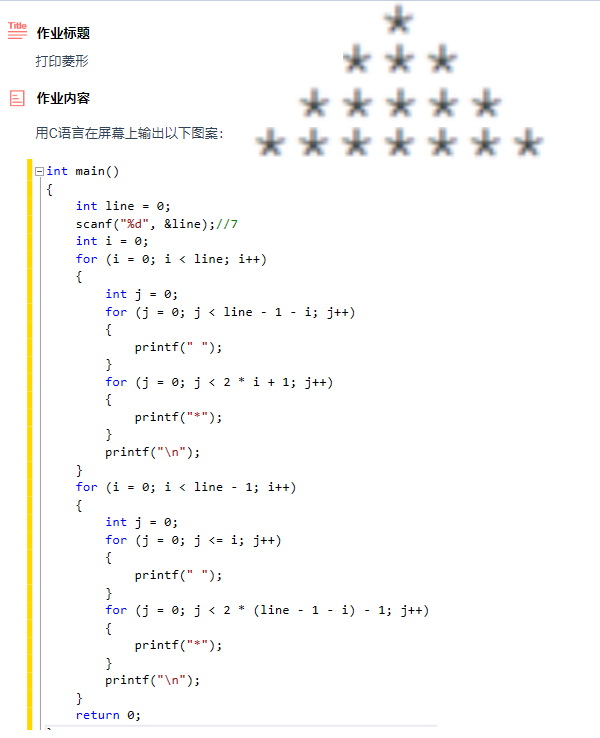 Title 作业标题
打印菱形
作业内容
用C语言在屏幕上输出以下图案：
*
* * *
* * * * *
* * * * * * *
int main()
{
    int line = 0;
    scanf("%d", &line);//7
    int i = 0;
    for (i = 0; i < line; i++)
    {
        int j = 0;
        for (j = 0; j < line - 1 - i; j++)
        {
            printf(" ");
        }
        for (j = 0; j < 2 * i + 1; j++)
        {
            printf("*");
        }
        printf("\n");
    }
    for (i = 0; i < line - 1; i++)
    {
        int j = 0;
        for (j = 0; j <= i; j++)
        {
            printf(" ");
        }
        for (j = 0; j < 2 * (line - 1 - i) - 1; j++)
        {
            printf("*");
        }
        printf("\n");
    }
    return 0;